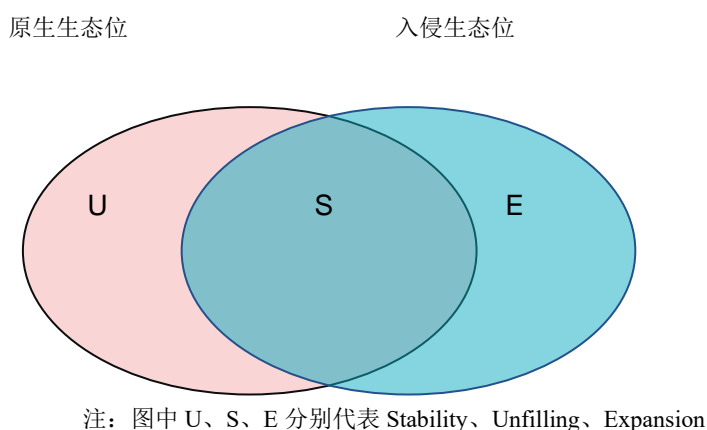 原生生态位 入侵生态位
U S E
注：图中 U、S、E 分别代表 Stability、Unfilling、Expansion